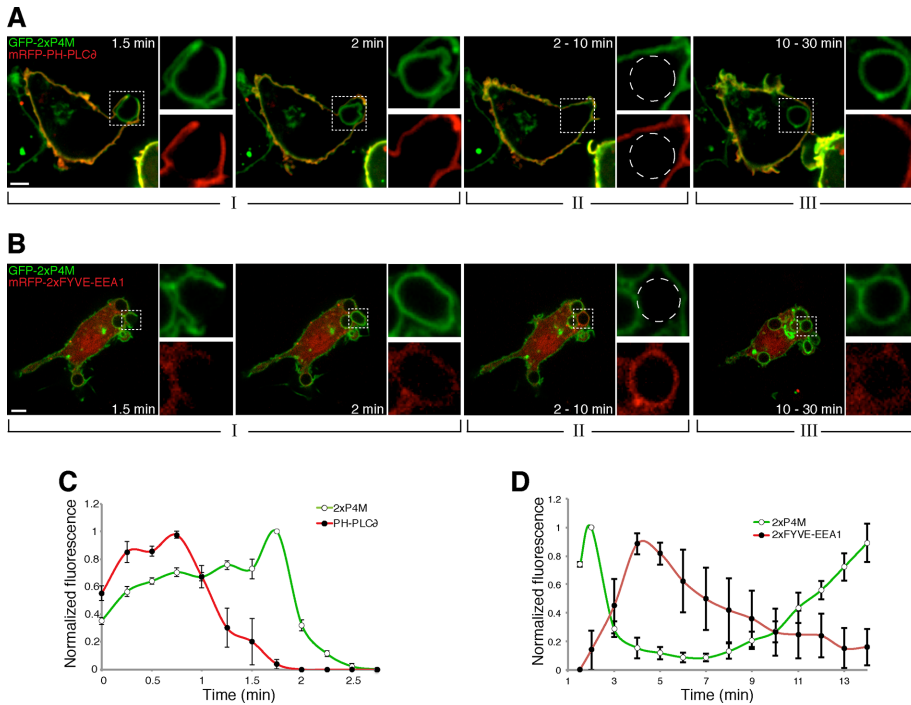 A
GFP-2xP4M
mRFP-PH-PLC∂
1.5 min
2 min
2 - 10 min
10 - 30 min
I
II
III
B
GFP-2xP4M
mRFP-2xFYVE-EEA1
1.5 min
2 min
2 - 10 min
10 - 30 min
I
II
III
C
Normalized fluorescence
1.2
1
0.8
0.6
0.4
0.2
0
0
0.5
1
1.5
2
2.5
Time (min)
2xP4M
PH-PLC∂
D
Normalized fluorescence
1.2
1
0.8
0.6
0.4
0.2
0
1
3
5
7
9
11
13
Time (min)
2xP4M
2xFYVE-EEA1